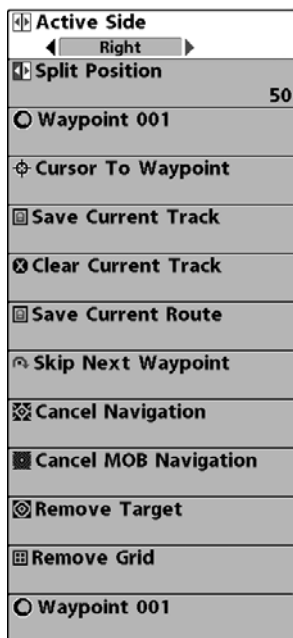 Active Side
Right
Split Position
50
Waypoint 001
Cursor To Waypoint
Save Current Track
Clear Current Track
Save Current Route
Skip Next Waypoint
Cancel Navigation
Cancel MOB Navigation
Remove Target
Remove Grid
Waypoint 001